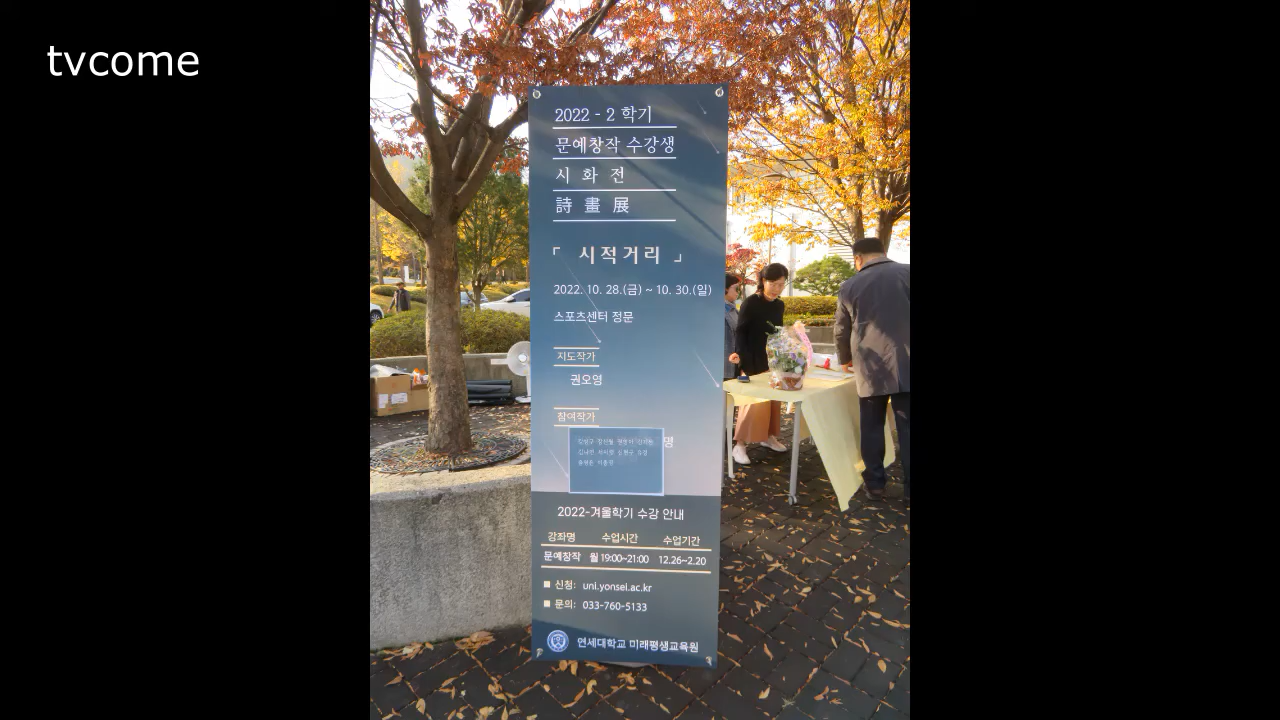 tvcome
2022 - 2 학기
문예창작 수강생
시 화 전
詩 畫 展
「 시적거리 」
2022. 10. 28.(금) ~ 10. 30.(일)
스포츠센터 정문
지도작가
권오영
참여작가
명
2022-겨울학기 수강 안내
강좌명 수업시간 수업기간
문예창작 월 19:00~21:00 12.26~2.20
■ 신청: uni.yonsei.ac.kr
■ 문의: 033-760-5133
연세대학교 미래평생교육원